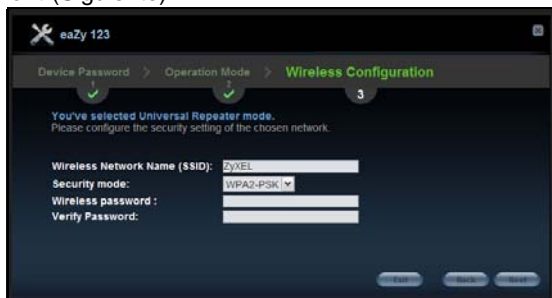 eaZy 123
Device Password > Operation Mode > Wireless Configuration
1 2 3
You've selected Universal Repeater mode.
Please configure the security setting of the chosen network.
Wireless Network Name (SSID): ZyXEL
Security mode: WPA2-PSK
Wireless password :
Verify Password:
Exit Back Next